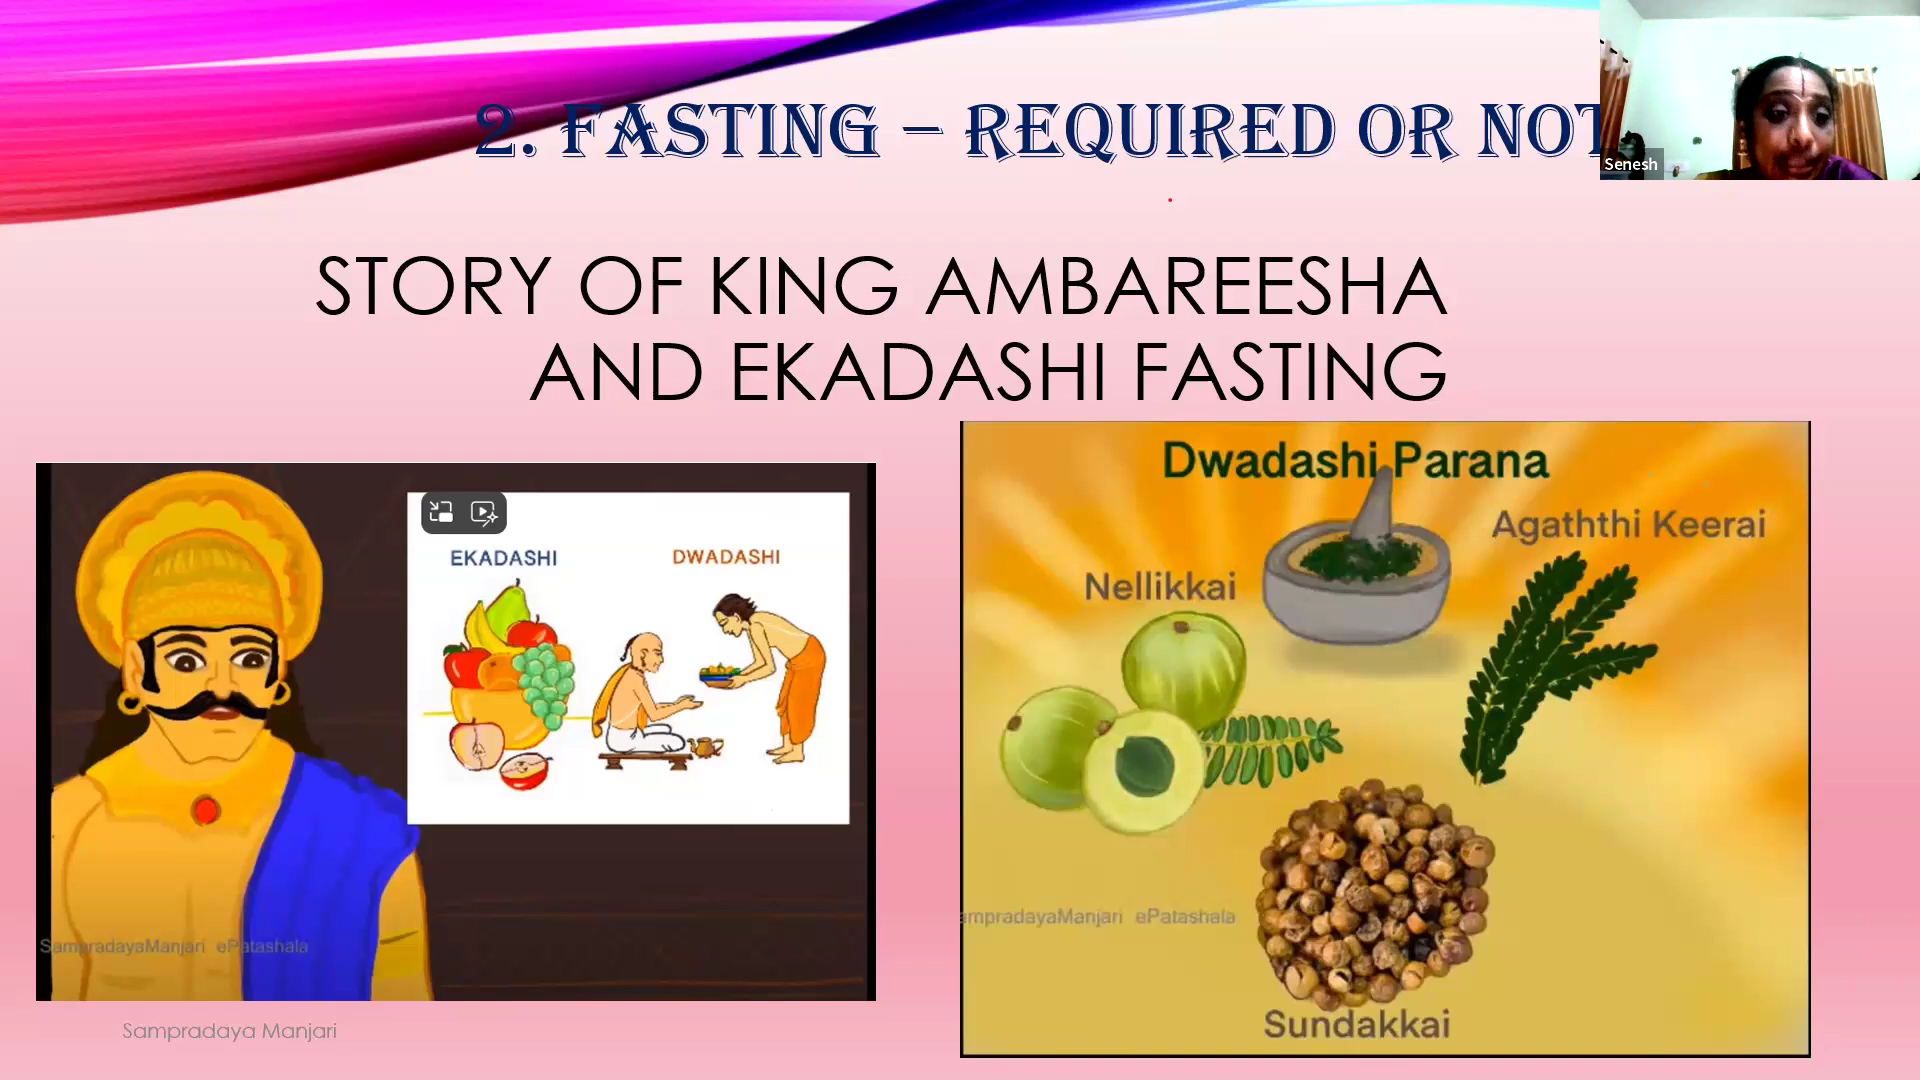 2. FASTING – REQUIRED OR NOT
Senesh
STORY OF KING AMBAREESHA
AND EKADASHI FASTING
EKADASHI
DWADASHI
SampradayaManjari ePatashala
Dwadashi Parana
Agaththi Keerai
Nellikkai
mpradayaManjari ePatashala
Sundakkai
Sampradaya Manjari